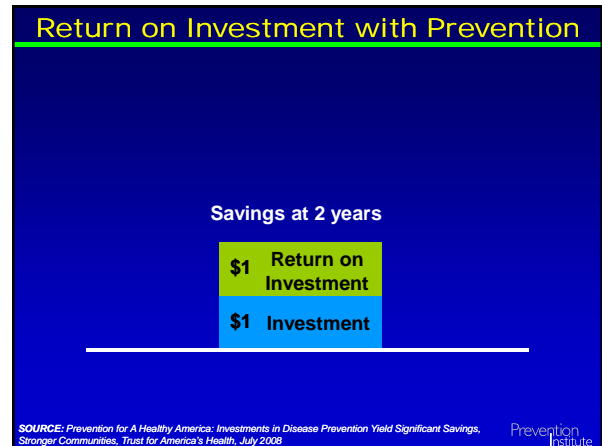 Return on Investment with Prevention
Savings at 2 years
$1 Return on
Investment
$1 Investment
SOURCE: Prevention for A Healthy America: Investments in Disease Prevention Yield Significant Savings,
Stronger Communities, Trust for America's Health, July 2008
Prevention
Institute